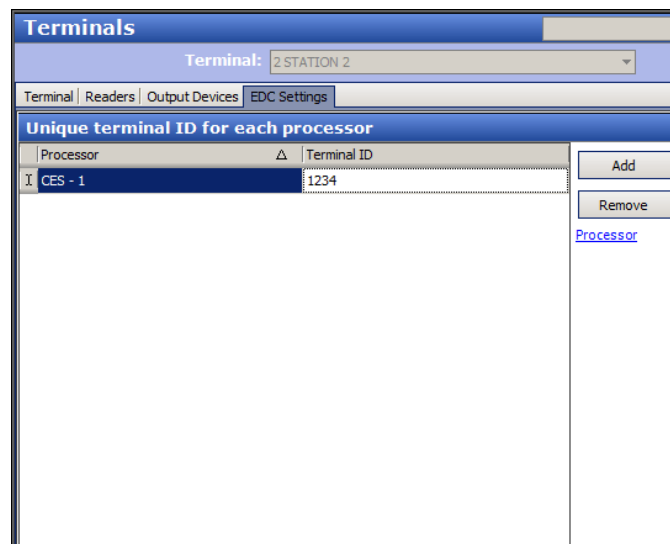 Terminals
Terminal: 2 STATION 2
Terminal Readers Output Devices EDC Settings
Unique terminal ID for each processor
Processor Terminal ID
CES - 1 1234
Add
Remove
Processor